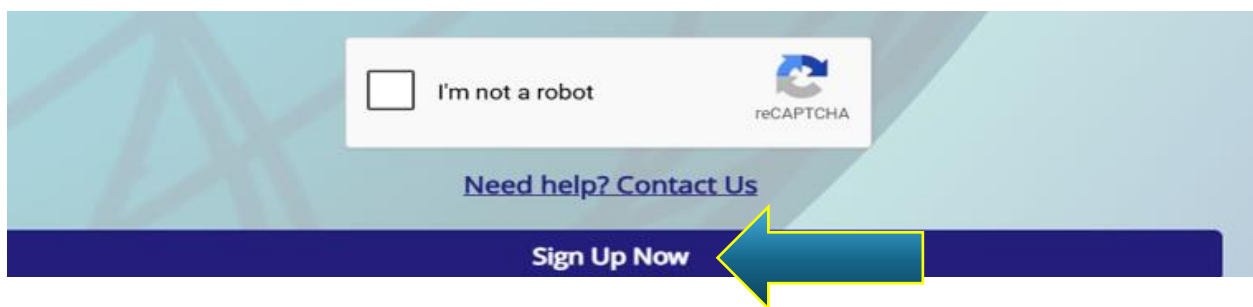 I'm not a robot
reCAPTCHA
Need help? Contact Us
Sign Up Now